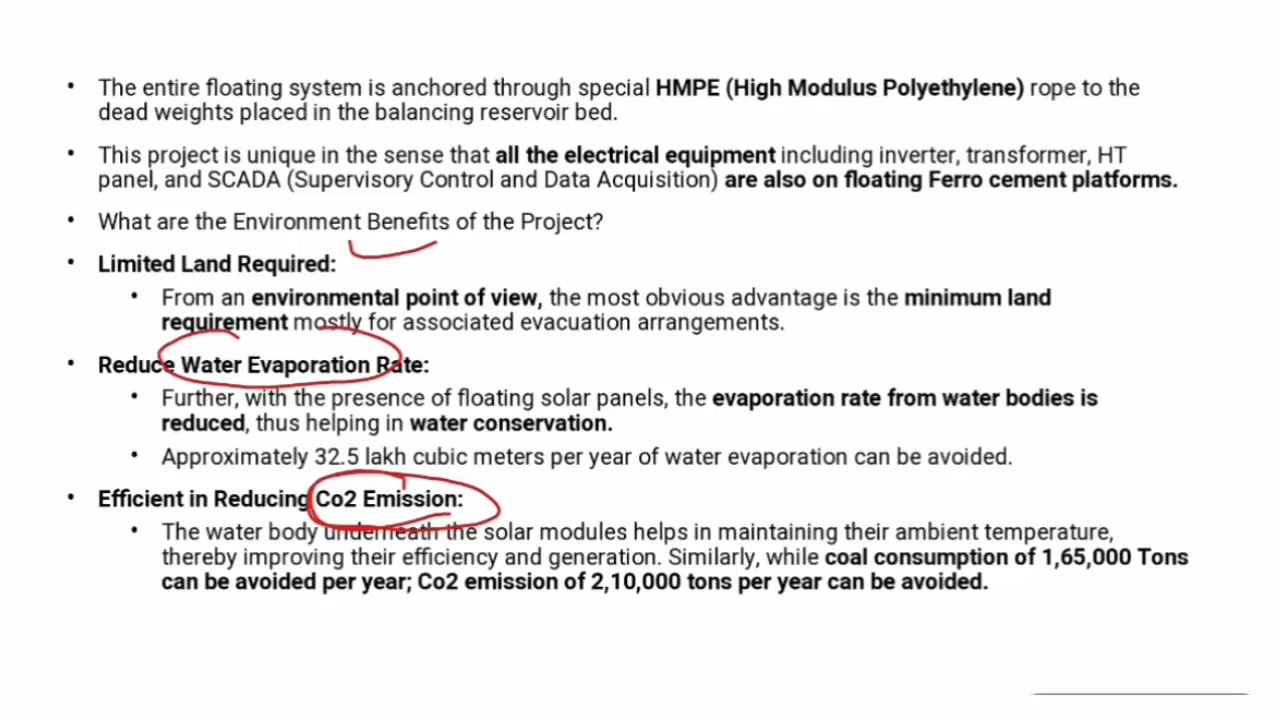 • The entire floating system is anchored through special HMPE (High Modulus Polyethylene) rope to the
dead weights placed in the balancing reservoir bed.
• This project is unique in the sense that all the electrical equipment including inverter, transformer, HT
panel, and SCADA (Supervisory Control and Data Acquisition) are also on floating Ferro cement platforms.
• What are the Environment Benefits of the Project?
• Limited Land Required:
• From an environmental point of view, the most obvious advantage is the minimum land
requirement mostly for associated evacuation arrangements.
• Reduce Water Evaporation Rate:
• Further, with the presence of floating solar panels, the evaporation rate from water bodies is
reduced, thus helping in water conservation.
• Approximately 32.5 lakh cubic meters per year of water evaporation can be avoided.
• Efficient in Reducing Co2 Emission:
• The water body underneath the solar modules helps in maintaining their ambient temperature,
thereby improving their efficiency and generation. Similarly, while coal consumption of 1,65,000 Tons
can be avoided per year; Co2 emission of 2,10,000 tons per year can be avoided.